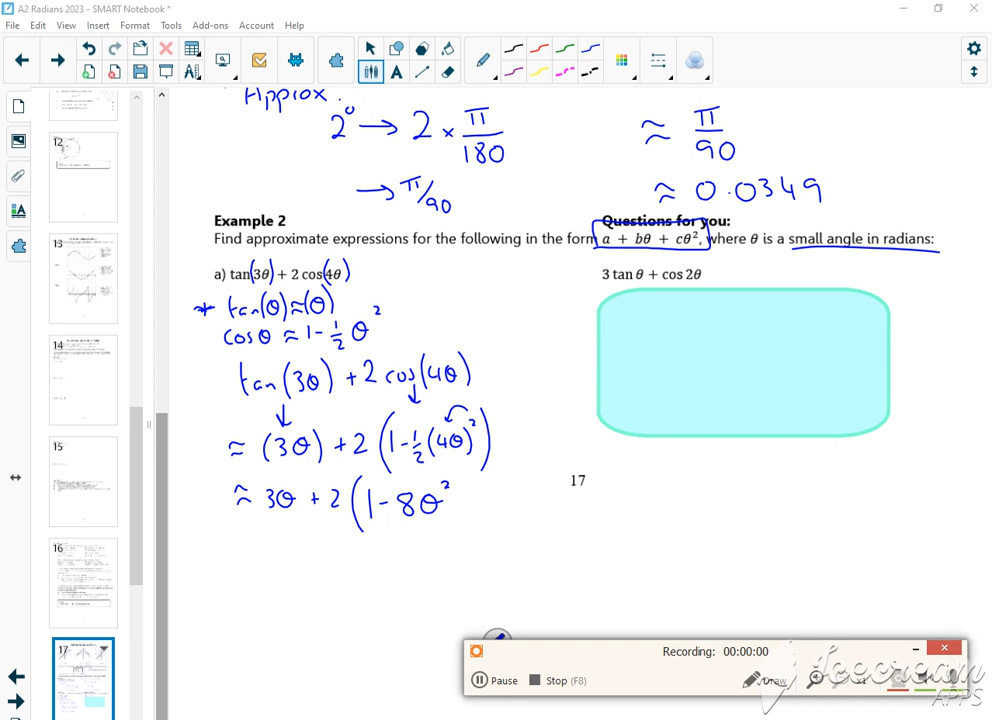 A2 Radians 2023 - SMART Notebook *
File Edit View Insert Format Tools Add-ons Account Help
Approx.
2° → 2 × π/180
≈ π/90
→ π/90
≈ 0.0349
Example 2
Questions for you:
Find approximate expressions for the following in the form a + bθ + cθ², where θ is a small angle in radians:
a) tan(3θ) + 2 cos(4θ)
3 tan θ + cos 2θ
* tan(θ) ≈ (θ)
cosθ ≈ 1 - ½ θ²
tan(3θ) + 2 cos(4θ)
≈ (3θ) + 2 (1 - ½ (4θ)²)
≈ 3θ + 2 (1 - 8θ²
17
12
13
14
15
16
17
Recording: 00:00:00
Pause Stop (F8) Draw x1
Icecream
APPS